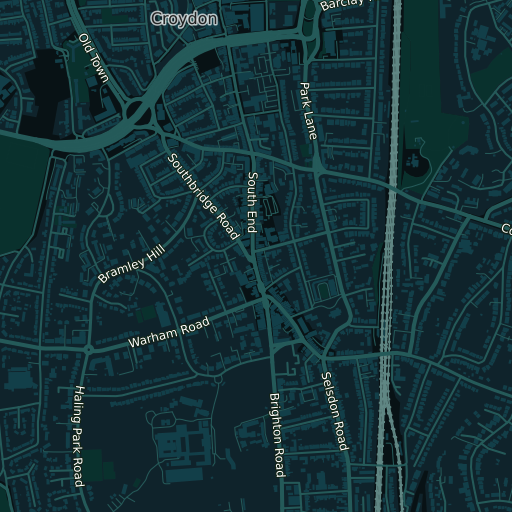 Croydon
Barclay
Old Town
Park Lane
Southbridge Road
South End
Bramley Hill
Warham Road
Haling Park Road
Brighton Road
Selsdon Road